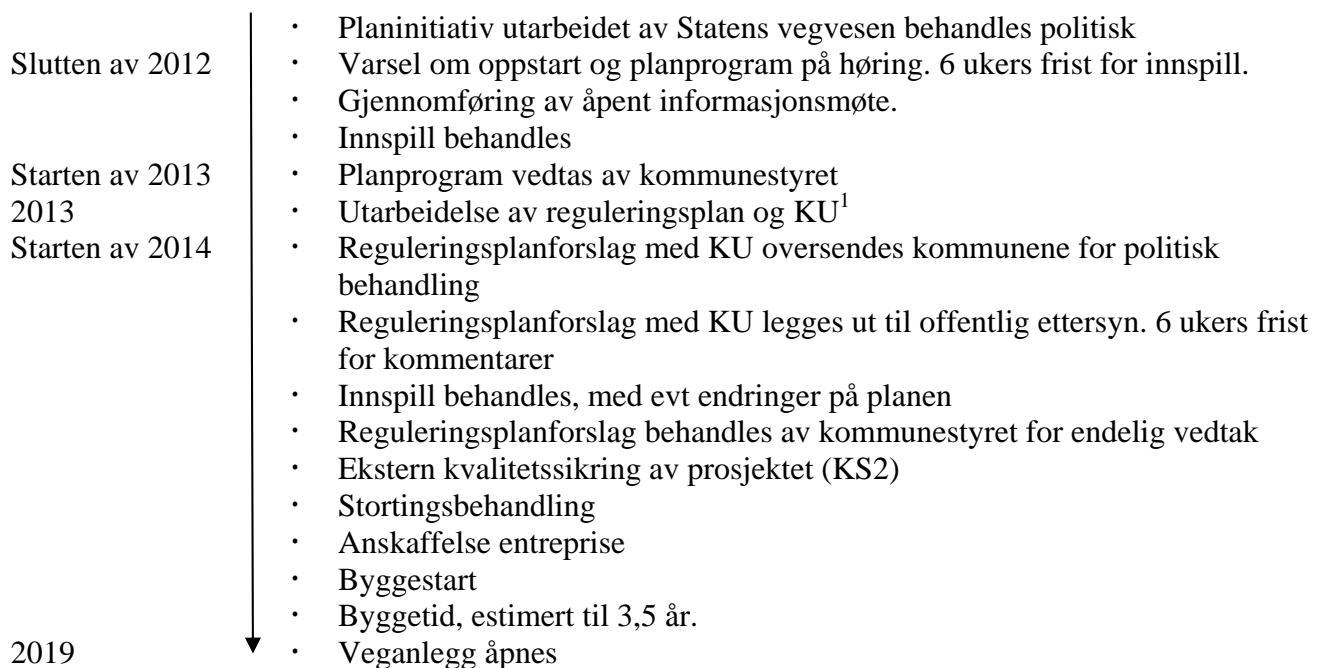 · Planinitiativ utarbeidet av Statens vegvesen behandles politisk
Slutten av 2012 · Varsel om oppstart og planprogram på høring. 6 ukers frist for innspill.
· Gjennomføring av åpent informasjonsmøte.
· Innspill behandles
Starten av 2013 · Planprogram vedtas av kommunestyret
2013 · Utarbeidelse av reguleringsplan og KU¹
Starten av 2014 · Reguleringsplanforslag med KU oversendes kommunene for politisk
behandling
· Reguleringsplanforslag med KU legges ut til offentlig ettersyn. 6 ukers frist
for kommentarer
· Innspill behandles, med evt endringer på planen
· Reguleringsplanforslag behandles av kommunestyret for endelig vedtak
· Ekstern kvalitetssikring av prosjektet (KS2)
· Stortingsbehandling
· Anskaffelse entreprise
· Byggestart
· Byggetid, estimert til 3,5 år.
2019 · Veganlegg åpnes